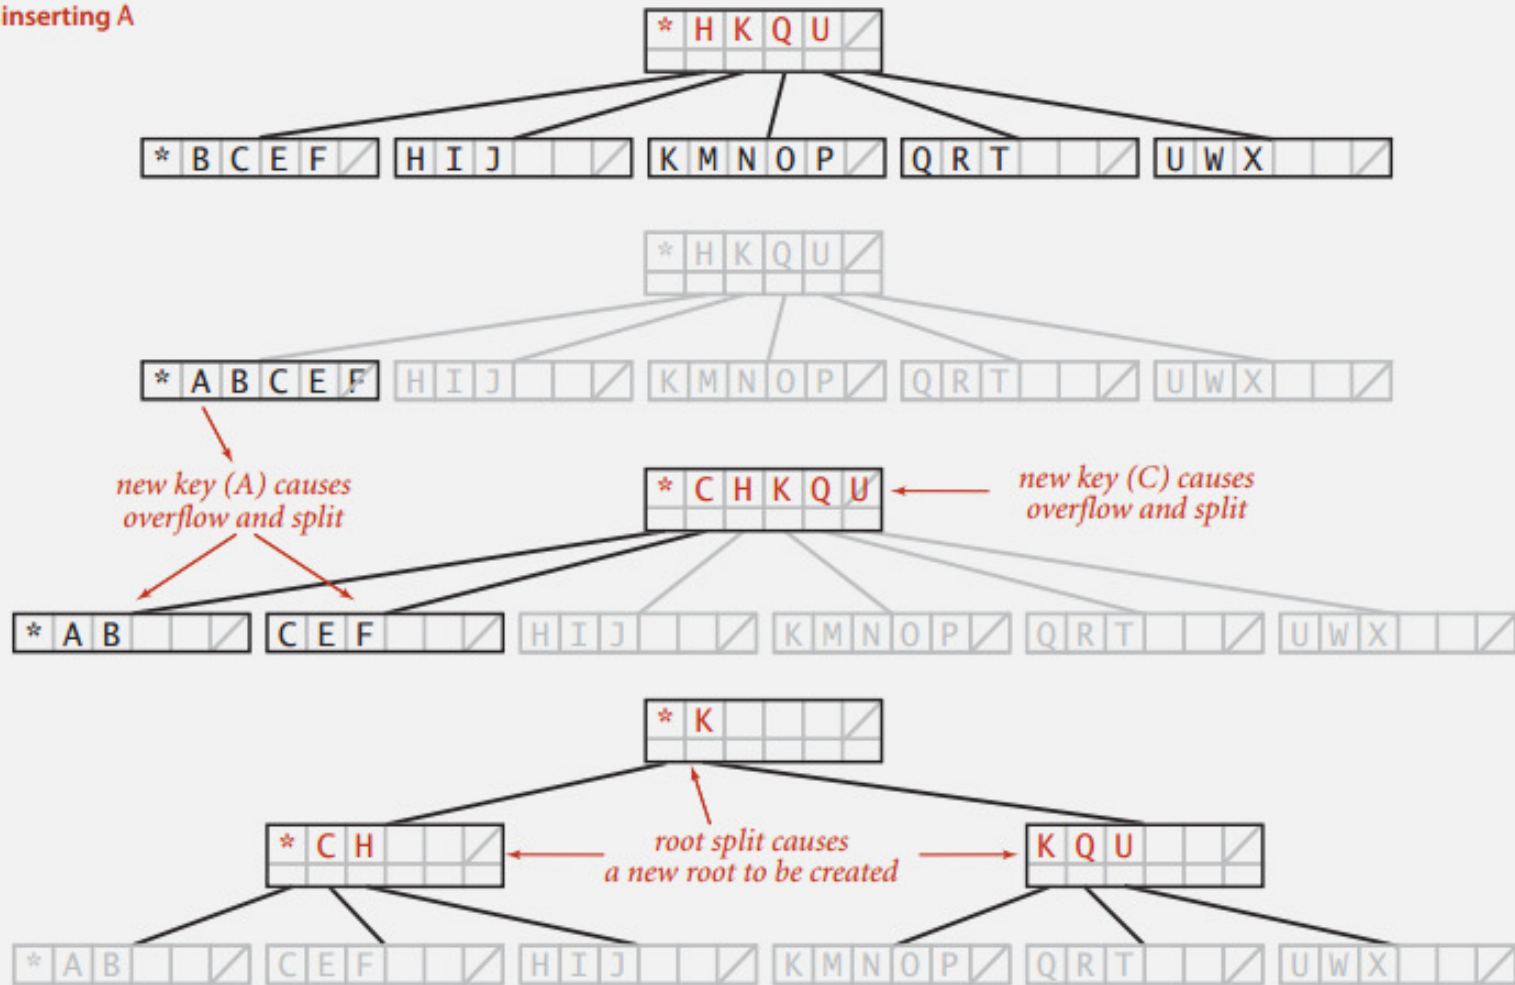 inserting A
* H K Q U
* B C E F H I J K M N O P Q R T U W X
* H K Q U
* A B C E F H I J K M N O P Q R T U W X
new key (A) causes
overflow and split
* C H K Q U
new key (C) causes
overflow and split
* A B C E F H I J K M N O P Q R T U W X
* K
* C H
root split causes
a new root to be created
K Q U
* A B C E F H I J K M N O P Q R T U W X